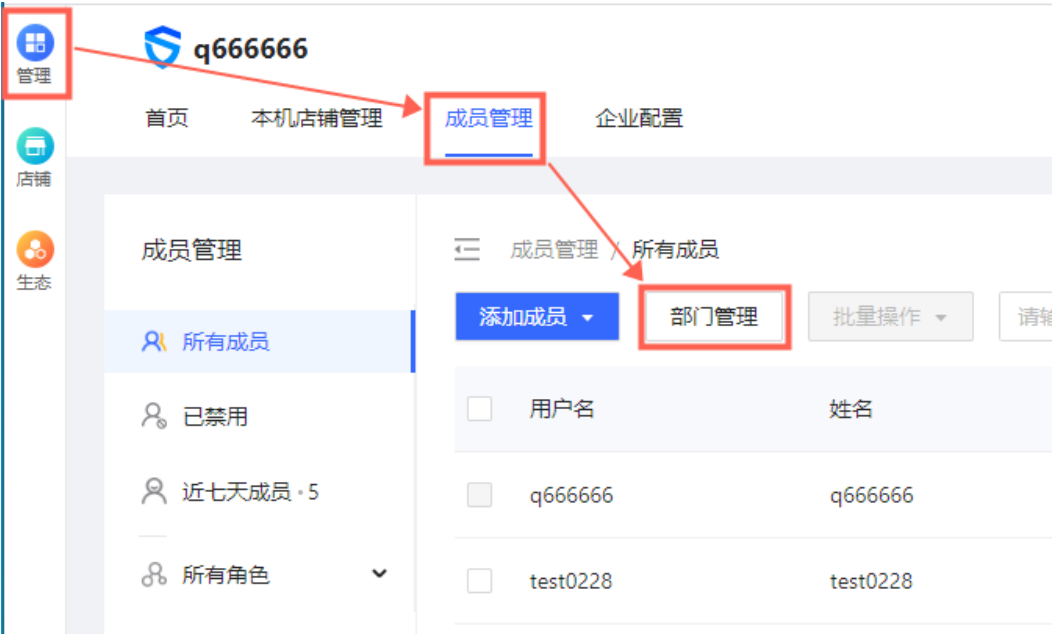 管理
q666666
首页 本机店铺管理 成员管理 企业配置
店铺
生态
成员管理
所有成员
已禁用
近七天成员·5
所有角色
成员管理 / 所有成员
添加成员 部门管理 批量操作 请输
用户名 姓名
q666666 q666666
test0228 test0228